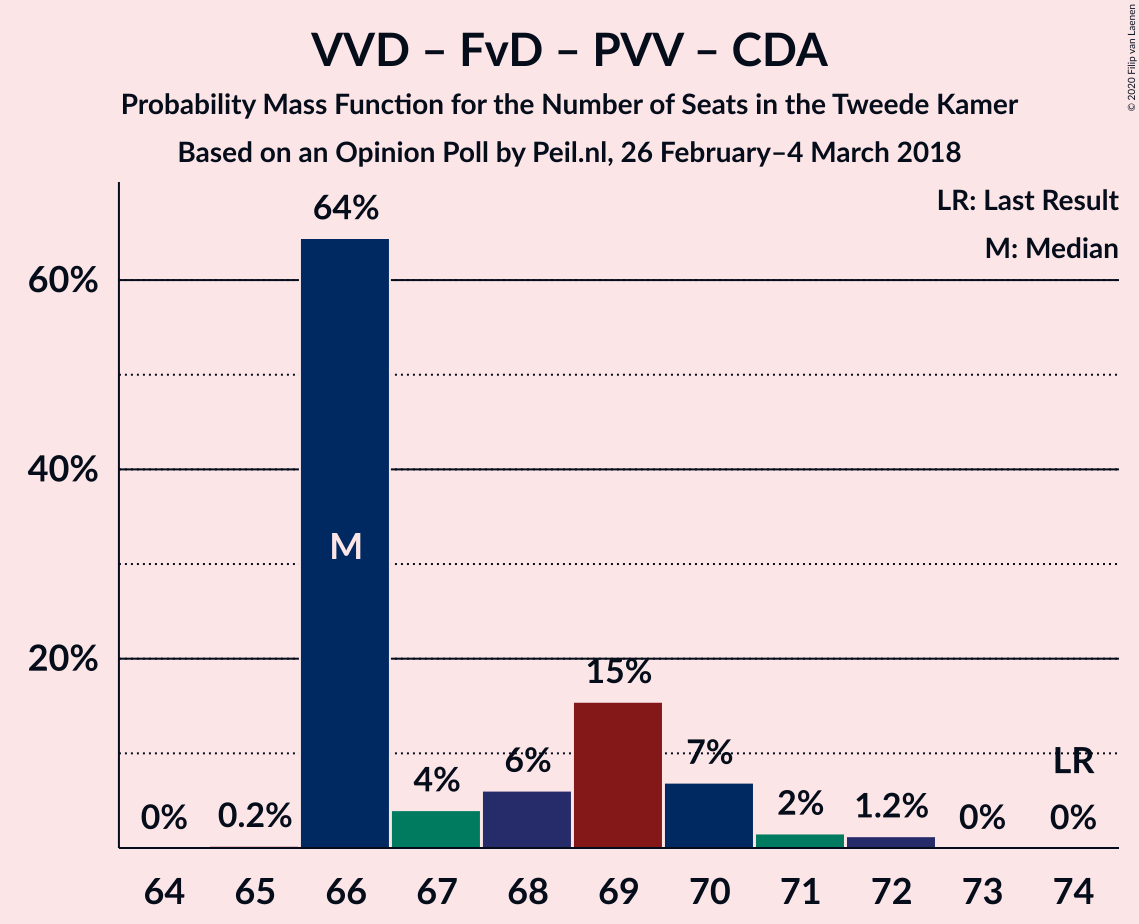 VVD – FvD – PVV – CDA
Probability Mass Function for the Number of Seats in the Tweede Kamer
Based on an Opinion Poll by Peil.nl, 26 February–4 March 2018
© 2020 Filip van Laenen
LR: Last Result
M: Median
60%
40%
20%
0%
0.2%
64%
M
4%
6%
15%
7%
2%
1.2%
0%
LR
0%
64 65 66 67 68 69 70 71 72 73 74